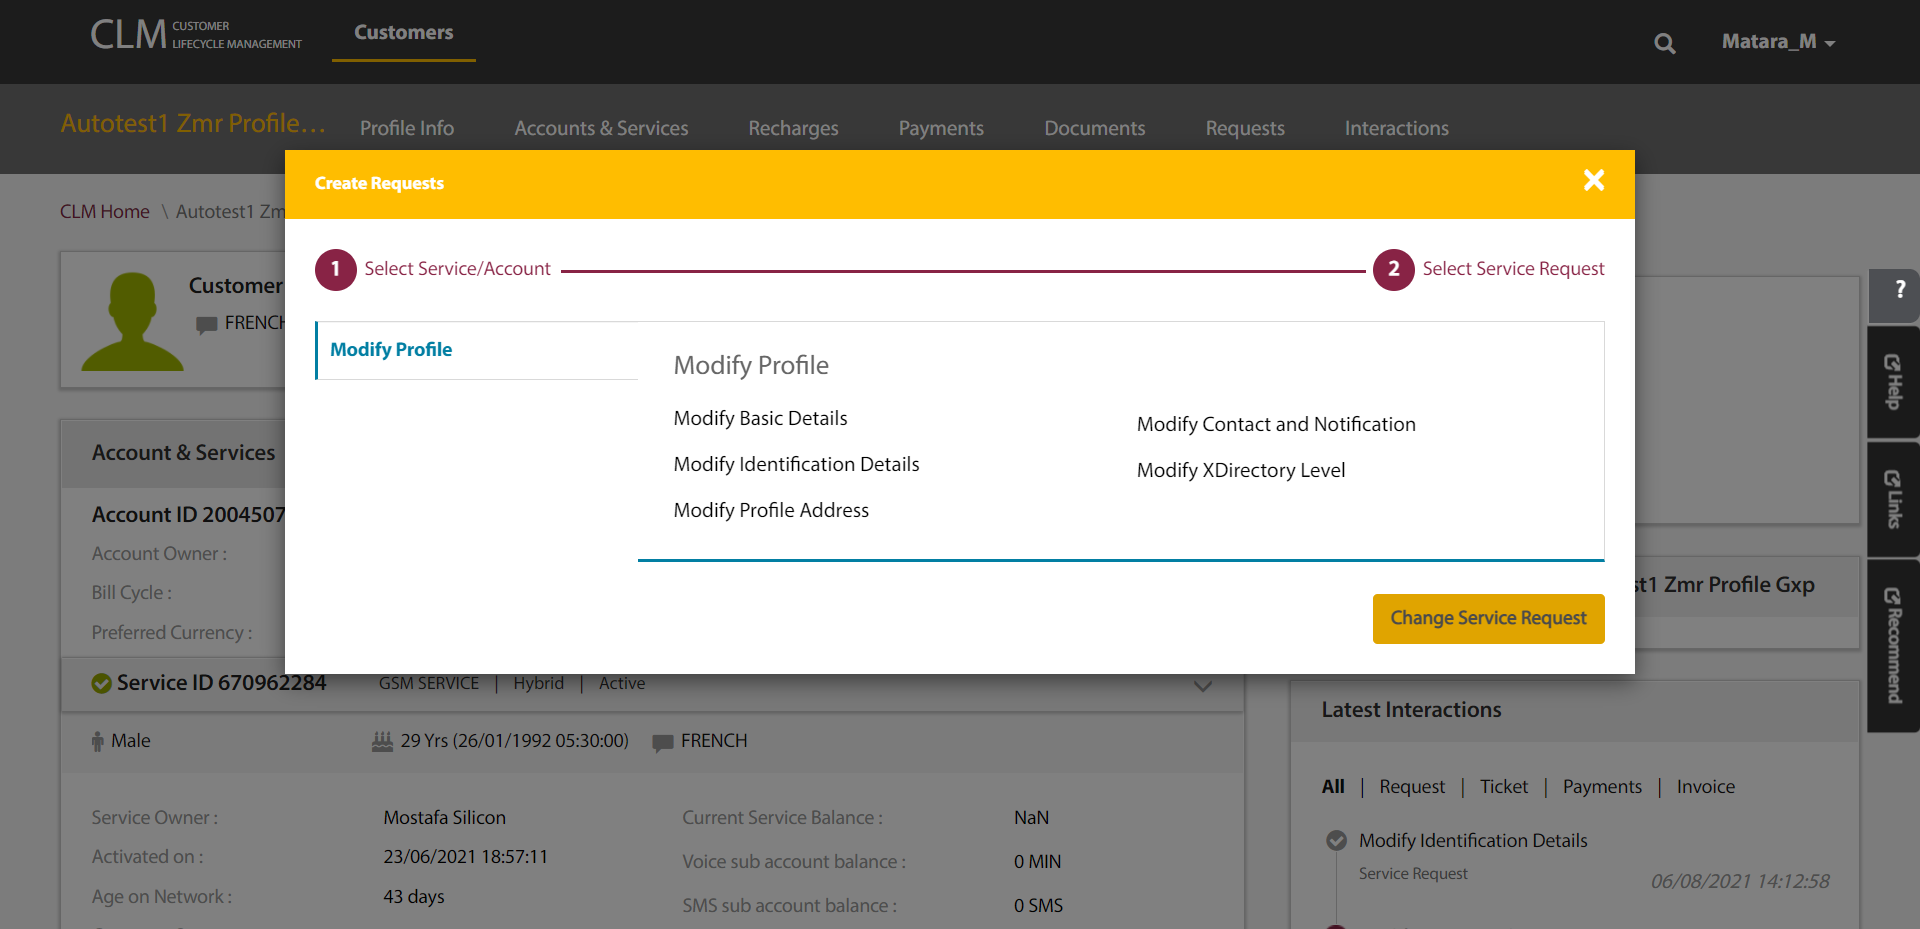 CLM CUSTOMER
LIFECYCLE MANAGEMENT
Customers
Matara_M
Autotest1 Zmr Profile...
Profile Info
Accounts & Services
Recharges
Payments
Documents
Requests
Interactions
CLM Home \ Autotest1 Zm
Create Requests
1 Select Service/Account
2 Select Service Request
Modify Profile
Modify Profile
Modify Basic Details
Modify Contact and Notification
Modify Identification Details
Modify XDirectory Level
Modify Profile Address
Change Service Request
Customer
FRENCH
?
Help
Links
Recommend
Account & Services
Account ID 2004507
Account Owner :
Bill Cycle :
Preferred Currency :
Service ID 670962284
GSM SERVICE | Hybrid | Active
Male
29 Yrs (26/01/1992 05:30:00)
FRENCH
Service Owner : Mostafa Silicon
Current Service Balance : NaN
Activated on : 23/06/2021 18:57:11
Voice sub account balance : 0 MIN
Age on Network : 43 days
SMS sub account balance : 0 SMS
st1 Zmr Profile Gxp
Latest Interactions
All | Request | Ticket | Payments | Invoice
Modify Identification Details
Service Request
06/08/2021 14:12:58